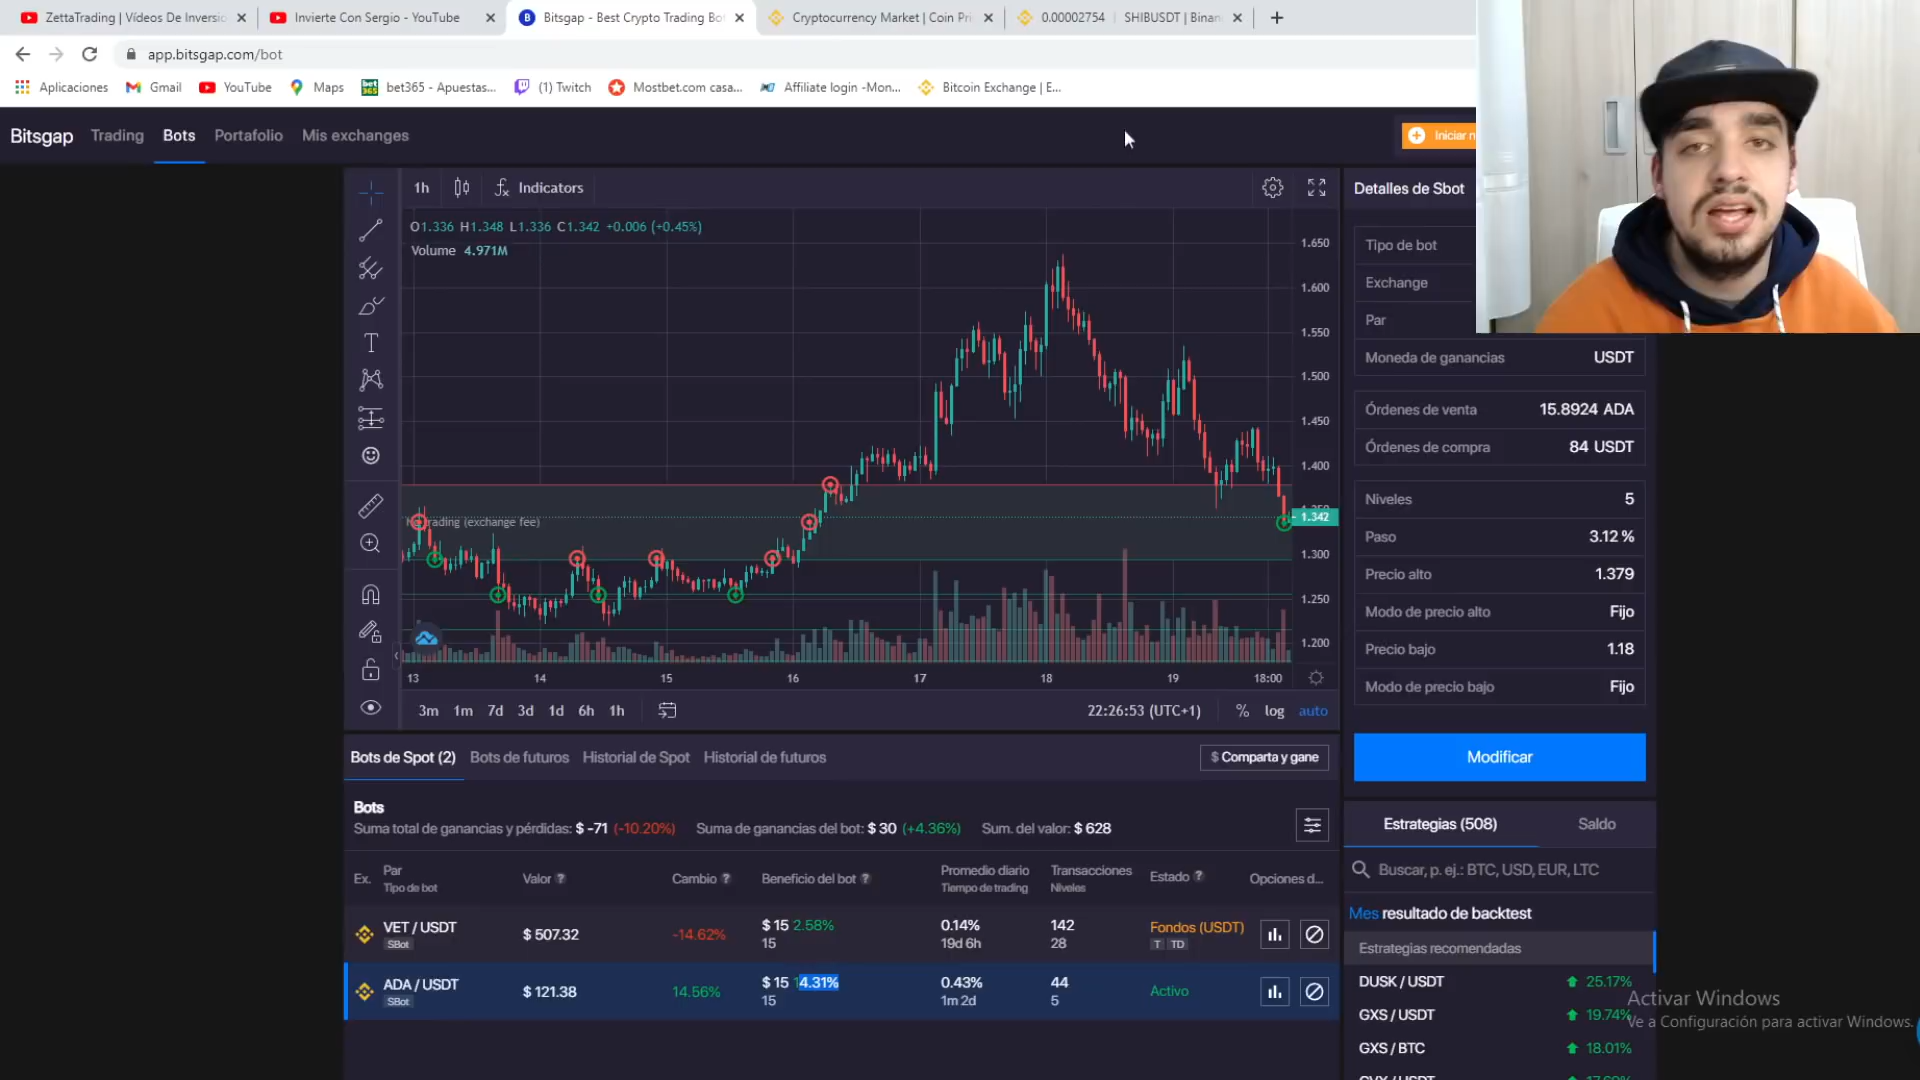 ZettaTrading | Vídeos De Inversio
Invierte Con Sergio - YouTube
Bitsgap - Best Crypto Trading Bo
Cryptocurrency Market | Coin Pri
0.00002754 | SHIBUSDT | Binan
app.bitsgap.com/bot
Aplicaciones
Gmail
YouTube
Maps
bet365 - Apuestas...
(1) Twitch
Mostbet.com casa...
Affiliate login -Mon...
Bitcoin Exchange | E...
Bitsgap
Trading
Bots
Portafolio
Mis exchanges
Iniciar n
1h
Indicators
O1.336 H1.348 L1.336 C1.342 +0.006 (+0.45%)
Volume 4.971M
trading (exchange fee)
1.650
1.600
1.550
1.500
1.450
1.400
1.342
1.300
1.250
1.200
13 14 15 16 17 18 19 18:00
3m 1m 7d 3d 1d 6h 1h
22:26:53 (UTC+1)
% log auto
Detalles de Sbot
Tipo de bot
Exchange
Par
Moneda de ganancias USDT
Órdenes de venta 15.8924 ADA
Órdenes de compra 84 USDT
Niveles 5
Paso 3.12 %
Precio alto 1.379
Modo de precio alto Fijo
Precio bajo 1.18
Modo de precio bajo Fijo
Modificar
Bots de Spot (2)
Bots de futuros
Historial de Spot
Historial de futuros
$ Comparta y gane
Bots
Suma total de ganancias y pérdidas: $ -71 (-10.20%) Suma de ganancias del bot: $ 30 (+4.36%) Sum. del valor: $ 628
Ex.
Par
Tipo de bot
Valor ?
Cambio ?
Beneficio del bot ?
Promedio diario
Tiempo de trading
Transacciones
Niveles
Estado ?
Opciones d...
VET / USDT
SBot
$ 507.32
-14.62%
$ 15 2.58%
15
0.14%
19d 6h
142
28
Fondos (USDT)
T TD
ADA / USDT
SBot
$ 121.38
14.56%
$ 15 14.31%
15
0.43%
1m 2d
44
5
Activo
Estrategias (508)
Saldo
Buscar, p. ej.: BTC, USD, EUR, LTC
Mes resultado de backtest
Estrategias recomendadas
DUSK / USDT 25.17%
GXS / USDT 19.74%
GXS / BTC 18.01%
Activar Windows
Ve a Configuración para activar Windows.